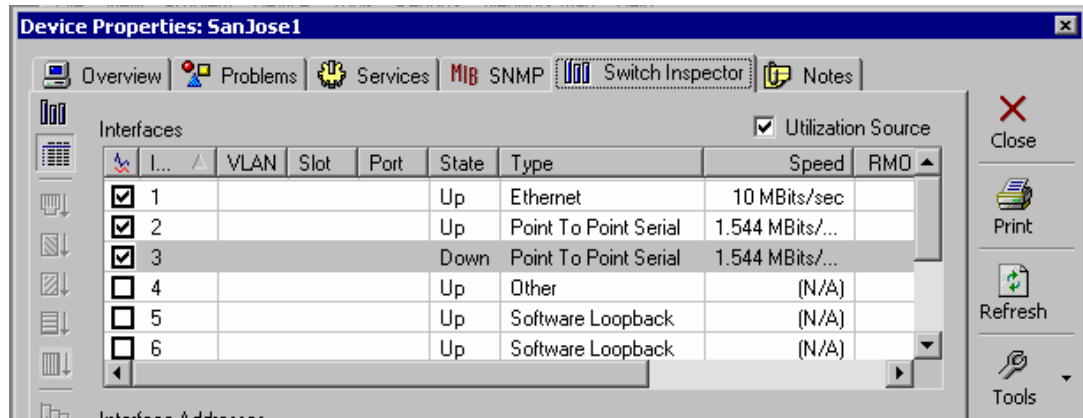 Device Properties: SanJose1
Overview Problems Services MIB SNMP Switch Inspector Notes
Interfaces Utilization Source
I... VLAN Slot Port State Type Speed RMO
1 Up Ethernet 10 MBits/sec
2 Up Point To Point Serial 1.544 MBits/...
3 Down Point To Point Serial 1.544 MBits/...
4 Up Other (N/A)
5 Up Software Loopback (N/A)
6 Up Software Loopback (N/A)
Interface Addresses
Close
Print
Refresh
Tools